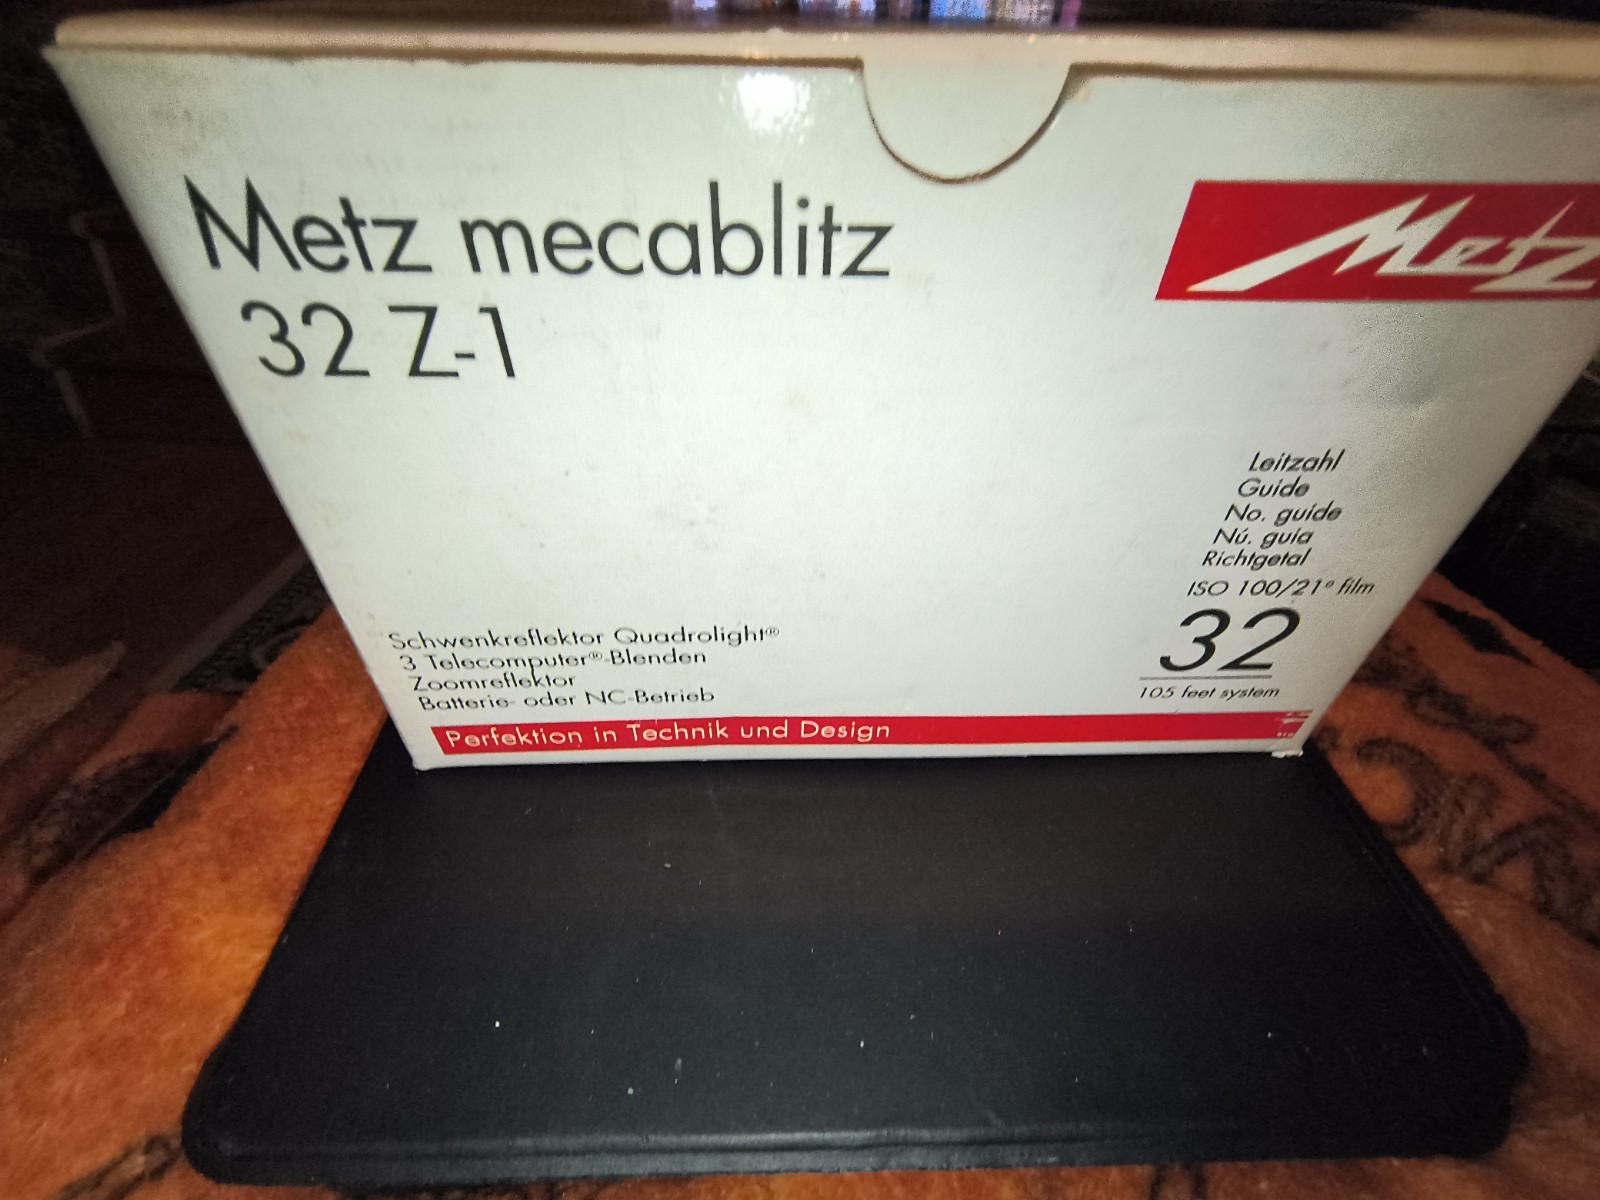 Metz mecablitz
32 Z-1
Metz
Leitzahl
Guide
No. guide
Nú. guía
Richtgetal
ISO 100/21° film
32
105 feet system
Schwenkreflektor Quadrolight®
3 Telecomputer®-Blenden
Zoomreflektor
Batterie- oder NC-Betrieb
Perfektion in Technik und Design